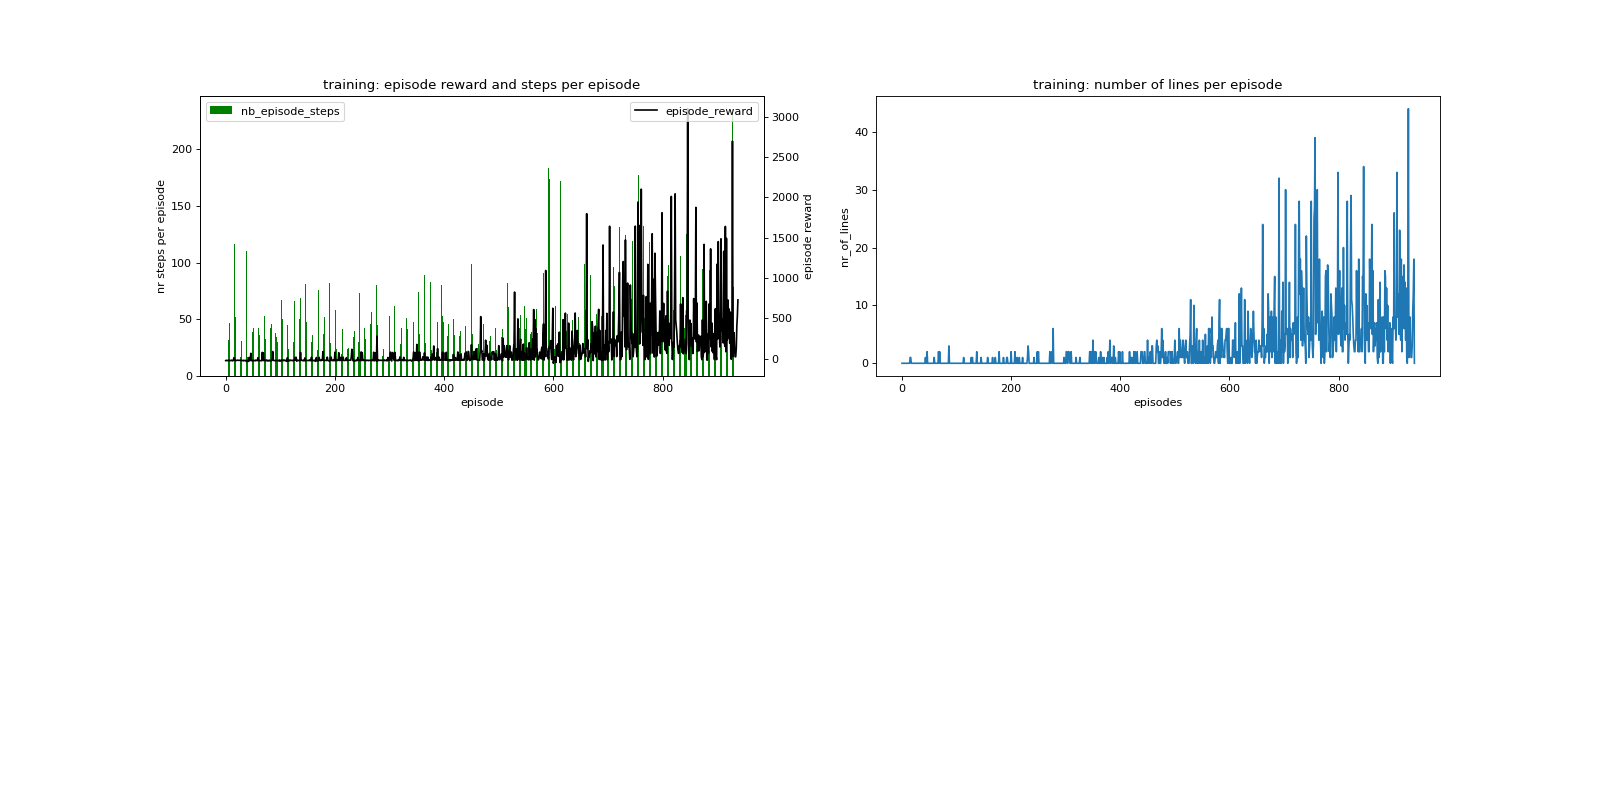 training: episode reward and steps per episode
nb_episode_steps
episode_reward
nr steps per episode
200
150
100
50
0
3000
2500
2000
1500
1000
500
0
episode reward
0 200 400 600 800
episode
training: number of lines per episode
nr_of_lines
40
30
20
10
0
0 200 400 600 800
episodes